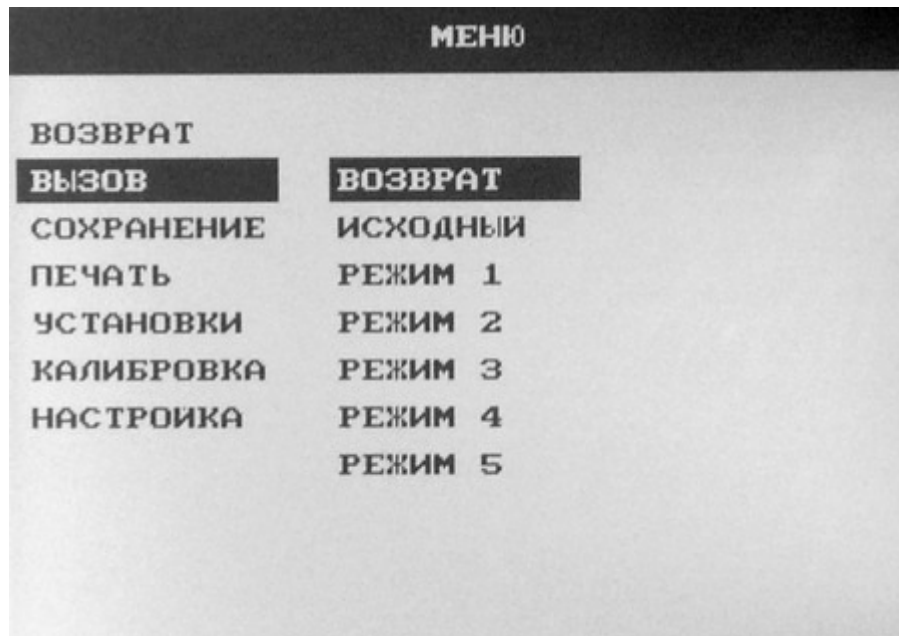 МЕНЮ
ВОЗВРАТ
ВЫЗОВ ВОЗВРАТ
СОХРАНЕНИЕ ИСХОДНЫЙ
ПЕЧАТЬ РЕЖИМ 1
УСТАНОВКИ РЕЖИМ 2
КАЛИБРОВКА РЕЖИМ 3
НАСТРОИКА РЕЖИМ 4
РЕЖИМ 5